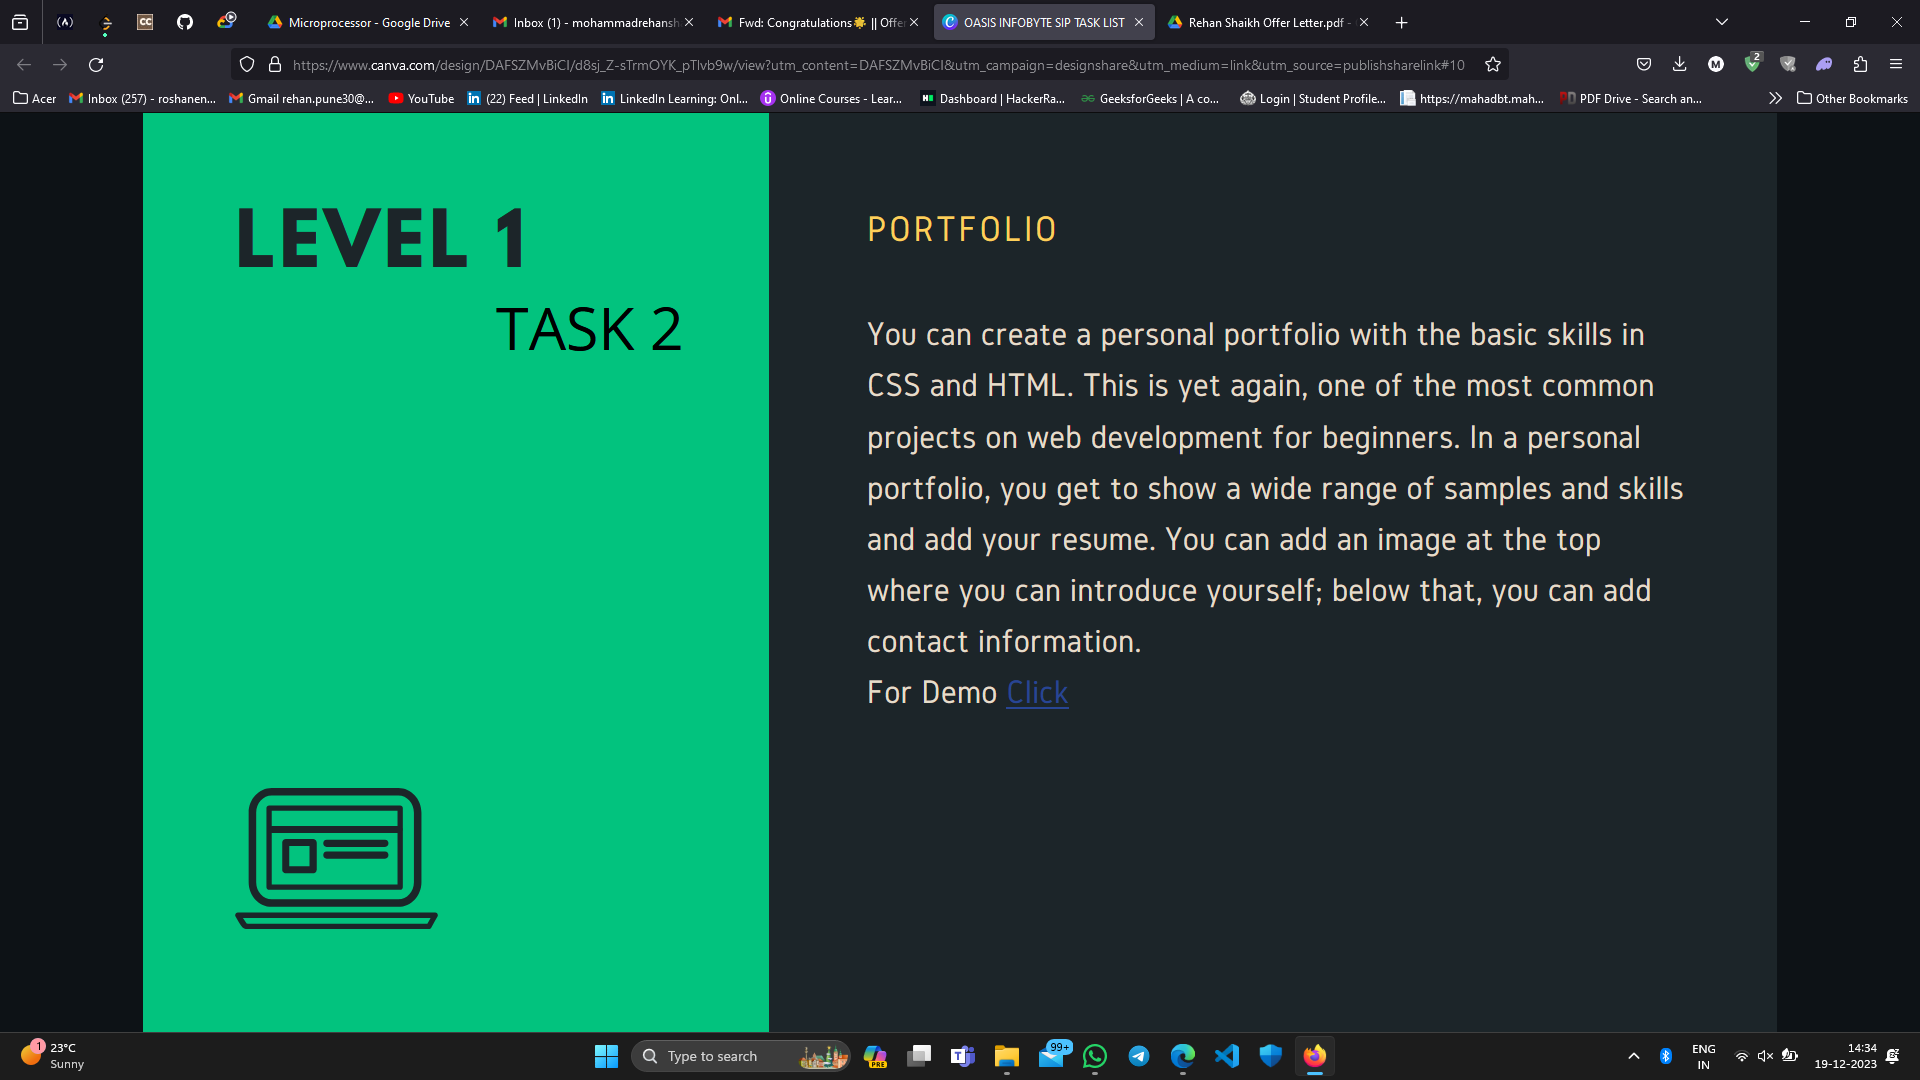 Microprocessor - Google Drive
Inbox (1) - mohammadrehansh
Fwd: Congratulations🌟 || Offer
OASIS INFOBYTE SIP TASK LIST
Rehan Shaikh Offer Letter.pdf -
https://www.canva.com/design/DAFSZMvBiCI/d8sj_Z-sTrmOYK_pTlvb9w/view?utm_content=DAFSZMvBiCI&utm_campaign=designshare&utm_medium=link&utm_source=publishsharelink#10
M
2
Acer
Inbox (257) - roshanen...
Gmail rehan.pune30@...
YouTube
(22) Feed | LinkedIn
LinkedIn Learning: Onl...
Online Courses - Lear...
Dashboard | HackerRa...
GeeksforGeeks | A co...
Login | Student Profile...
https://mahadbt.mah...
PDF Drive - Search an...
Other Bookmarks
LEVEL 1
TASK 2
PORTFOLIO
You can create a personal portfolio with the basic skills in
CSS and HTML. This is yet again, one of the most common
projects on web development for beginners. In a personal
portfolio, you get to show a wide range of samples and skills
and add your resume. You can add an image at the top
where you can introduce yourself; below that, you can add
contact information.
For Demo Click
1
23°C
Sunny
Type to search
PRE
99+
ENG
IN
14:34
19-12-2023